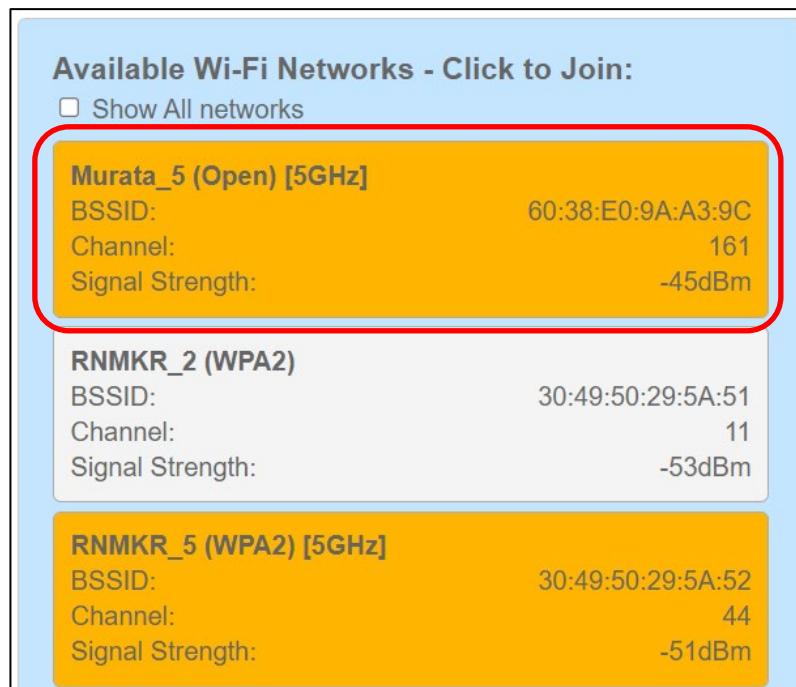 Available Wi-Fi Networks - Click to Join:
Show All networks
Murata_5 (Open) [5GHz]
BSSID: 60:38:E0:9A:A3:9C
Channel: 161
Signal Strength: -45dBm
RNMKR_2 (WPA2)
BSSID: 30:49:50:29:5A:51
Channel: 11
Signal Strength: -53dBm
RNMKR_5 (WPA2) [5GHz]
BSSID: 30:49:50:29:5A:52
Channel: 44
Signal Strength: -51dBm